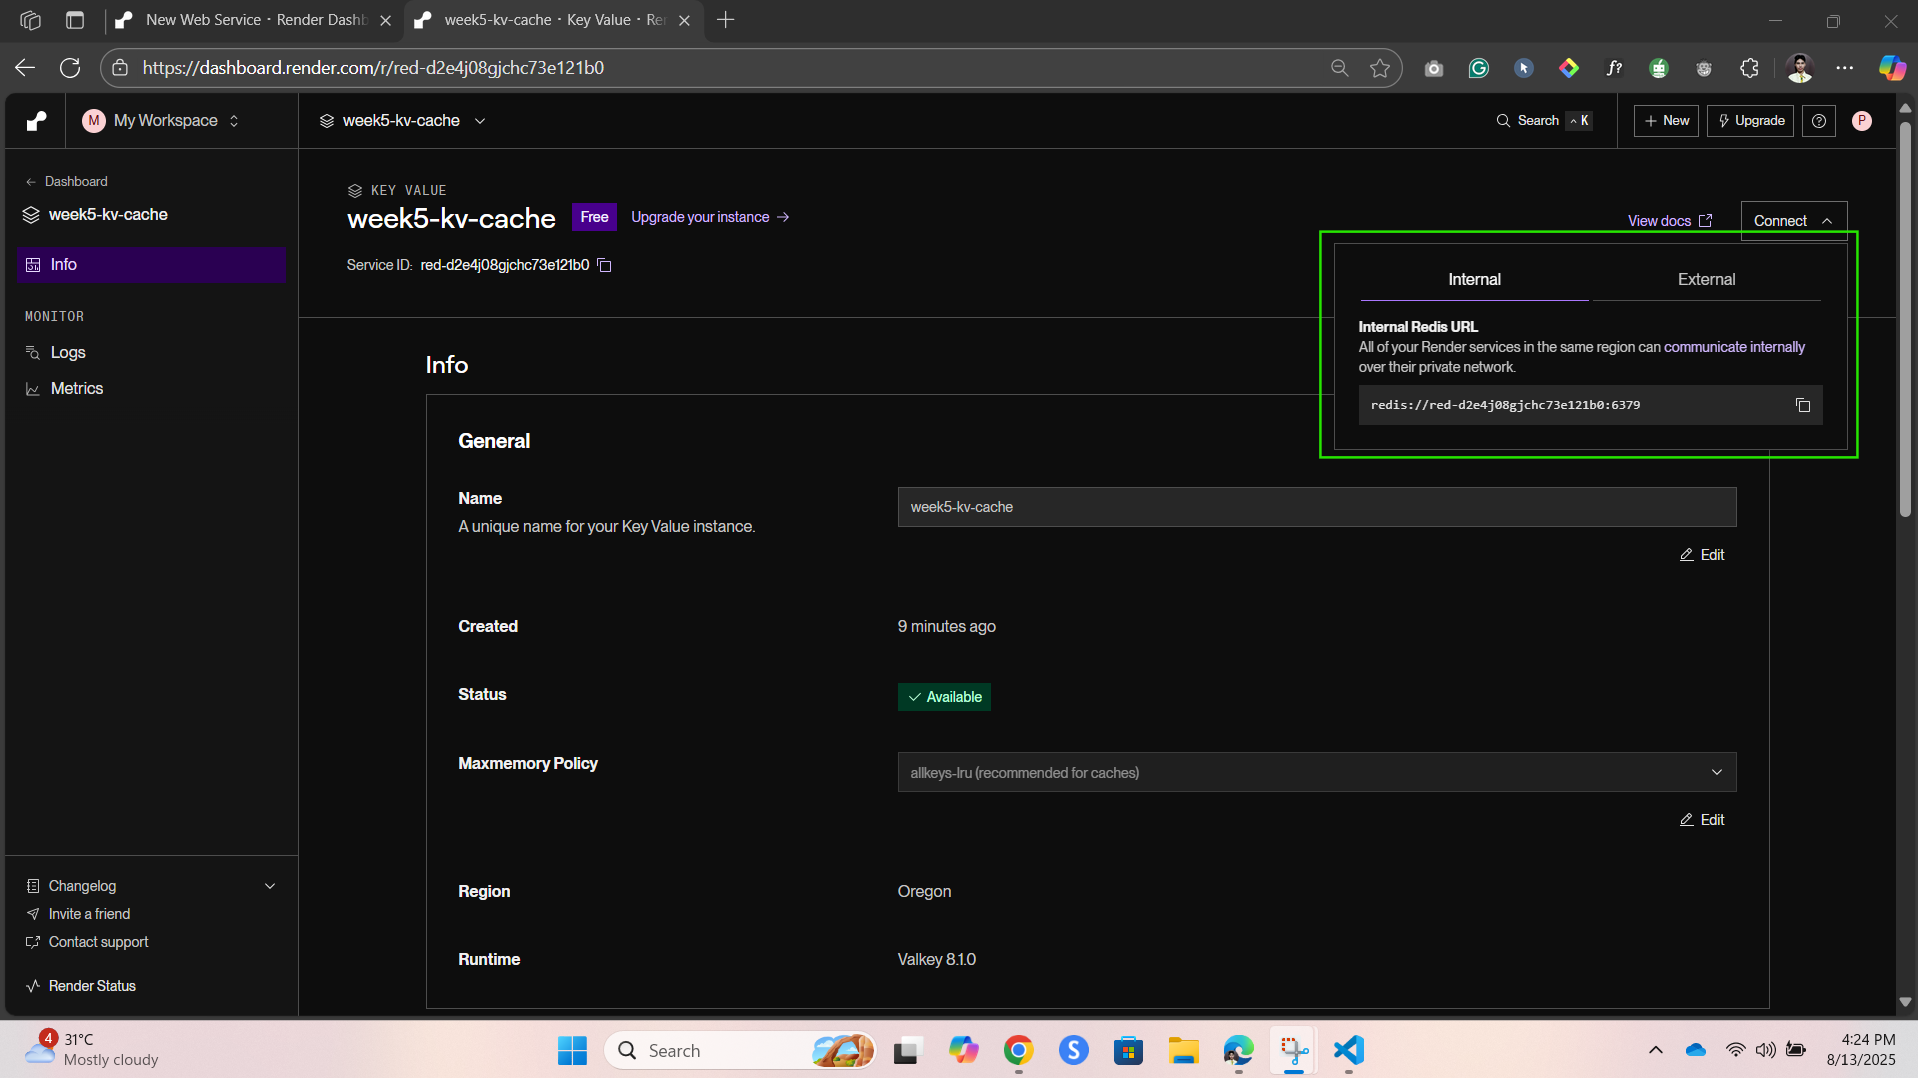 New Web Service · Render Dashb
week5-kv-cache · Key Value · Ren
https://dashboard.render.com/r/red-d2e4j08gjchc73e121b0
f?
M My Workspace
week5-kv-cache
Search ^ K
+ New
Upgrade
P
← Dashboard
week5-kv-cache
Info
MONITOR
Logs
Metrics
KEY VALUE
week5-kv-cache
Free
Upgrade your instance →
Service ID: red-d2e4j08gjchc73e121b0
View docs
Connect
Internal
External
Internal Redis URL
All of your Render services in the same region can communicate internally
over their private network.
redis://red-d2e4j08gjchc73e121b0:6379
Info
General
Name
A unique name for your Key Value instance.
week5-kv-cache
Edit
Created
9 minutes ago
Status
Available
Maxmemory Policy
allkeys-lru (recommended for caches)
Edit
Region
Oregon
Runtime
Valkey 8.1.0
Changelog
Invite a friend
Contact support
Render Status
4
31°C
Mostly cloudy
Search
S
4:24 PM
8/13/2025